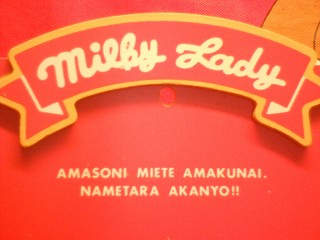 Milky Lady
AMASONI MIETE AMAKUNAI.
NAMETARA AKANYO!!